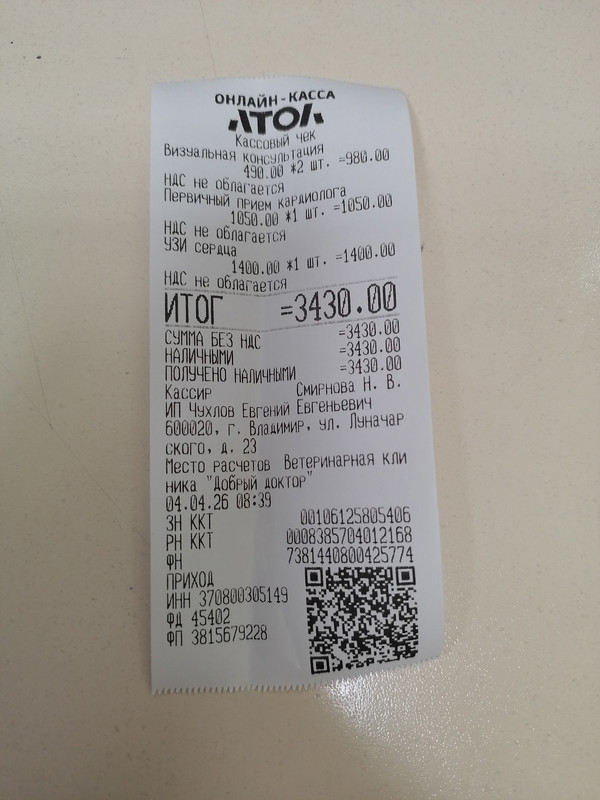 ОНЛАЙН-КАССА
АТОЛ
Кассовый чек
Визуальная консультация
490.00 *2 шт. =980.00
НДС не облагается
Первичный прием кардиолога
1050.00 *1 шт. =1050.00
НДС не облагается
УЗИ сердца
1400.00 *1 шт. =1400.00
НДС не облагается
ИТОГ =3430.00
СУММА БЕЗ НДС =3430.00
НАЛИЧНЫМИ =3430.00
ПОЛУЧЕНО НАЛИЧНЫМИ =3430.00
Кассир Смирнова Н. В.
ИП Чухлов Евгений Евгеньевич
600020, г. Владимир, ул. Луначар
ского, д. 23
Место расчетов Ветеринарная кли
ника "Добрый доктор"
04.04.26 08:39
ЗН ККТ 00106125805406
РН ККТ 0008385704012168
ФН 7381440800425774
ПРИХОД
ИНН 370800305149
ФД 45402
ФП 3815679228